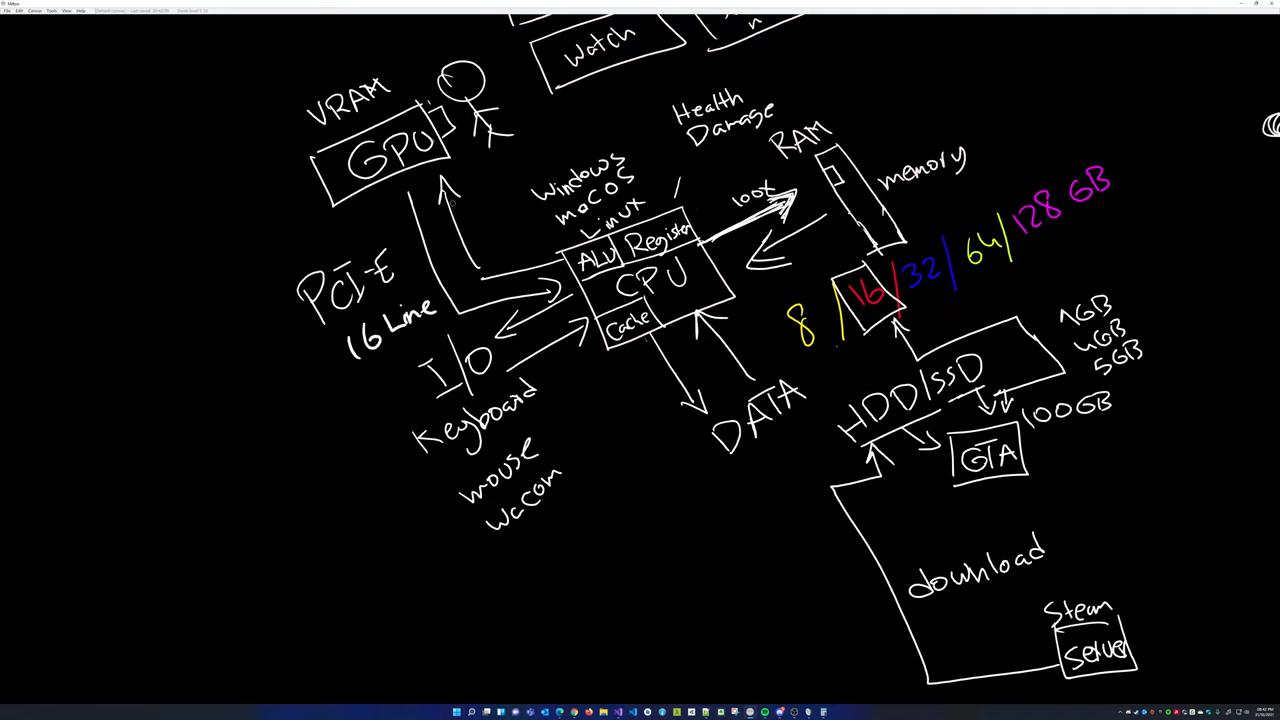 Watch
n
VRAM
GPU
Health
Damage
RAM
memory
Windows
macOS
Linux
100x
ALU
Register
CPU
Cache
PCI-E
16 Line
I/O
Keyboard
mouse
wacom
DATA
8/16/32/64/128 GB
HDD/SSD
1GB
4GB
5GB
100GB
GTA
download
Steam
Server